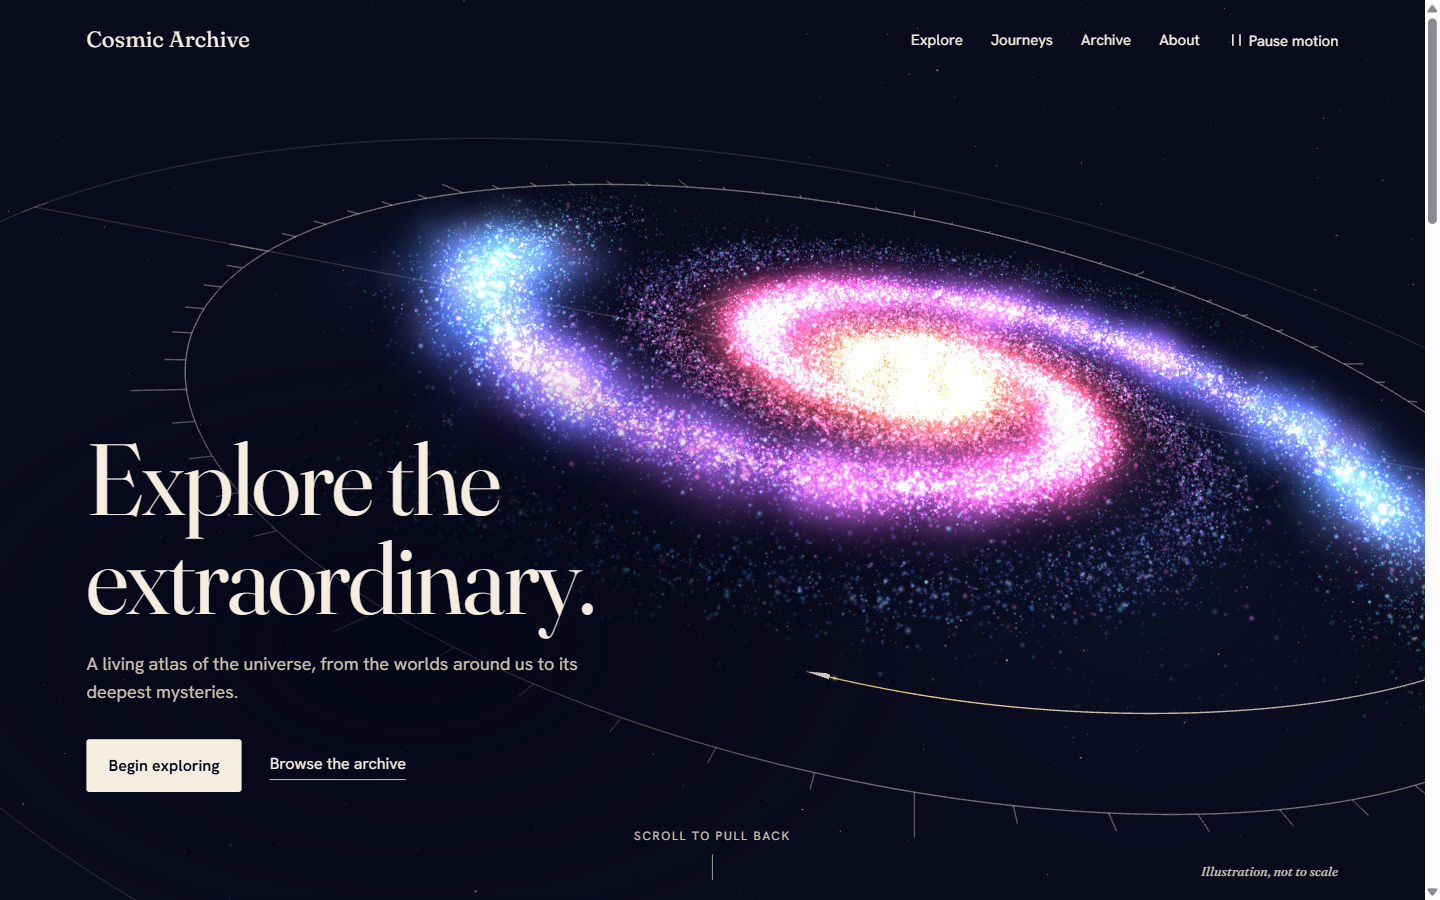 Cosmic Archive
Explore
Journeys
Archive
About
Pause motion
Explore the
extraordinary.
A living atlas of the universe, from the worlds around us to its
deepest mysteries.
Begin exploring
Browse the archive
SCROLL TO PULL BACK
Illustration, not to scale